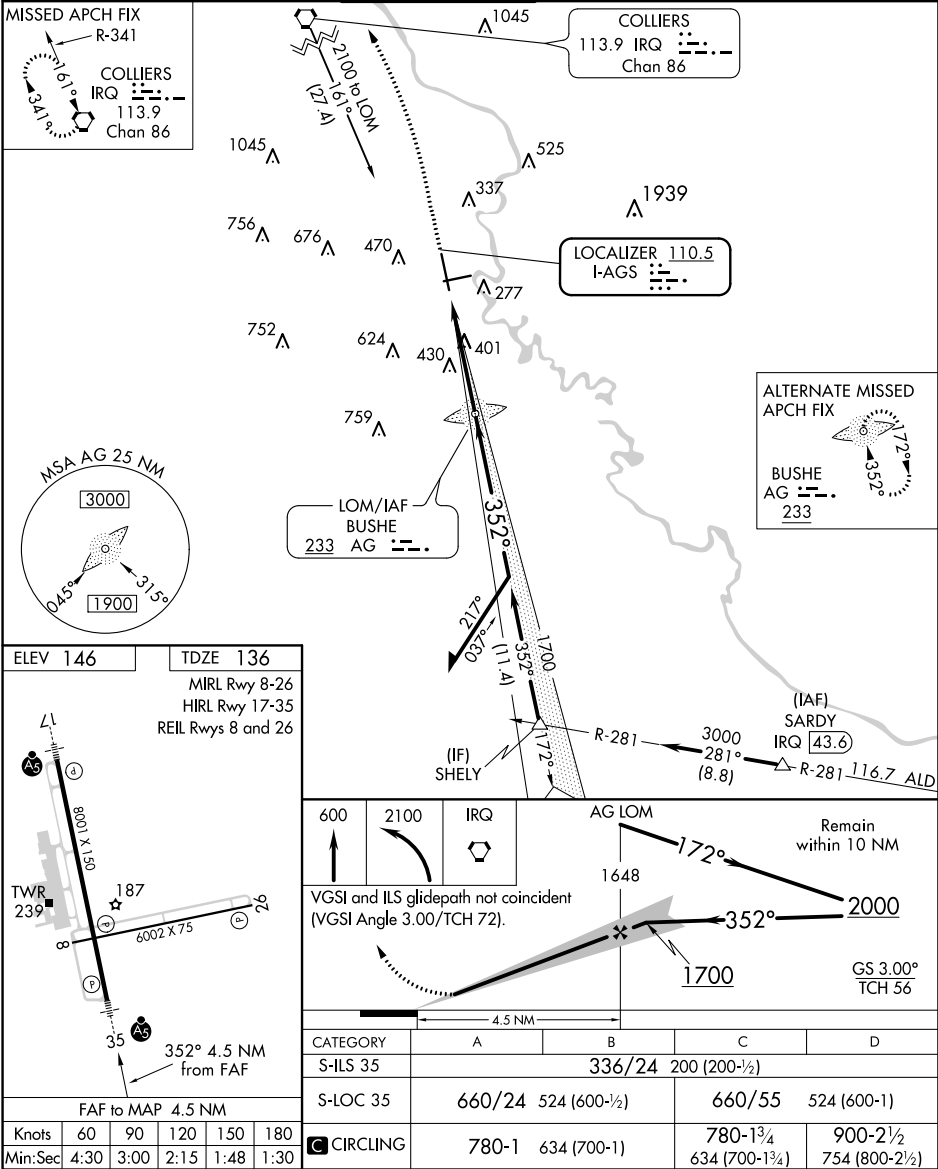 MISSED APCH FIX
R-341
161°
341°
COLLIERS
IRQ
113.9
Chan 86
2100 to LOM
161°
(27.4)
1045
COLLIERS
113.9 IRQ
Chan 86
1045
525
337
1939
756
676
470
LOCALIZER 110.5
I-AGS
277
752
624
430
401
759
ALTERNATE MISSED
APCH FIX
172°
352°
BUSHE
AG
233
MSA AG 25 NM
3000
045°
315°
1900
LOM/IAF
BUSHE
233 AG
352°
217°
037°
352°
(11.4)
1700
172°
(IF)
SHELY
R-281
3000
281°
(8.8)
(IAF)
SARDY
IRQ 43.6
R-281 116.7 ALD
ELEV 146
TDZE 136
MIRL Rwy 8-26
HIRL Rwy 17-35
REIL Rwys 8 and 26
17
A5
P
8001 X 150
TWR
239
187
P
26
P
8
6002 X 75
P
35
A5
352° 4.5 NM
from FAF
FAF to MAP 4.5 NM
Knots 60 90 120 150 180
Min:Sec 4:30 3:00 2:15 1:48 1:30
600
2100
IRQ
AG LOM
Remain
within 10 NM
172°
1648
VGSI and ILS glidepath not coincident
(VGSI Angle 3.00/TCH 72).
2000
352°
1700
GS 3.00°
TCH 56
4.5 NM
CATEGORY A B C D
S-ILS 35 336/24 200 (200-½)
S-LOC 35 660/24 524 (600-½) 660/55 524 (600-1)
C CIRCLING 780-1 634 (700-1) 780-1¾ 634 (700-1¾) 900-2½ 754 (800-2½)